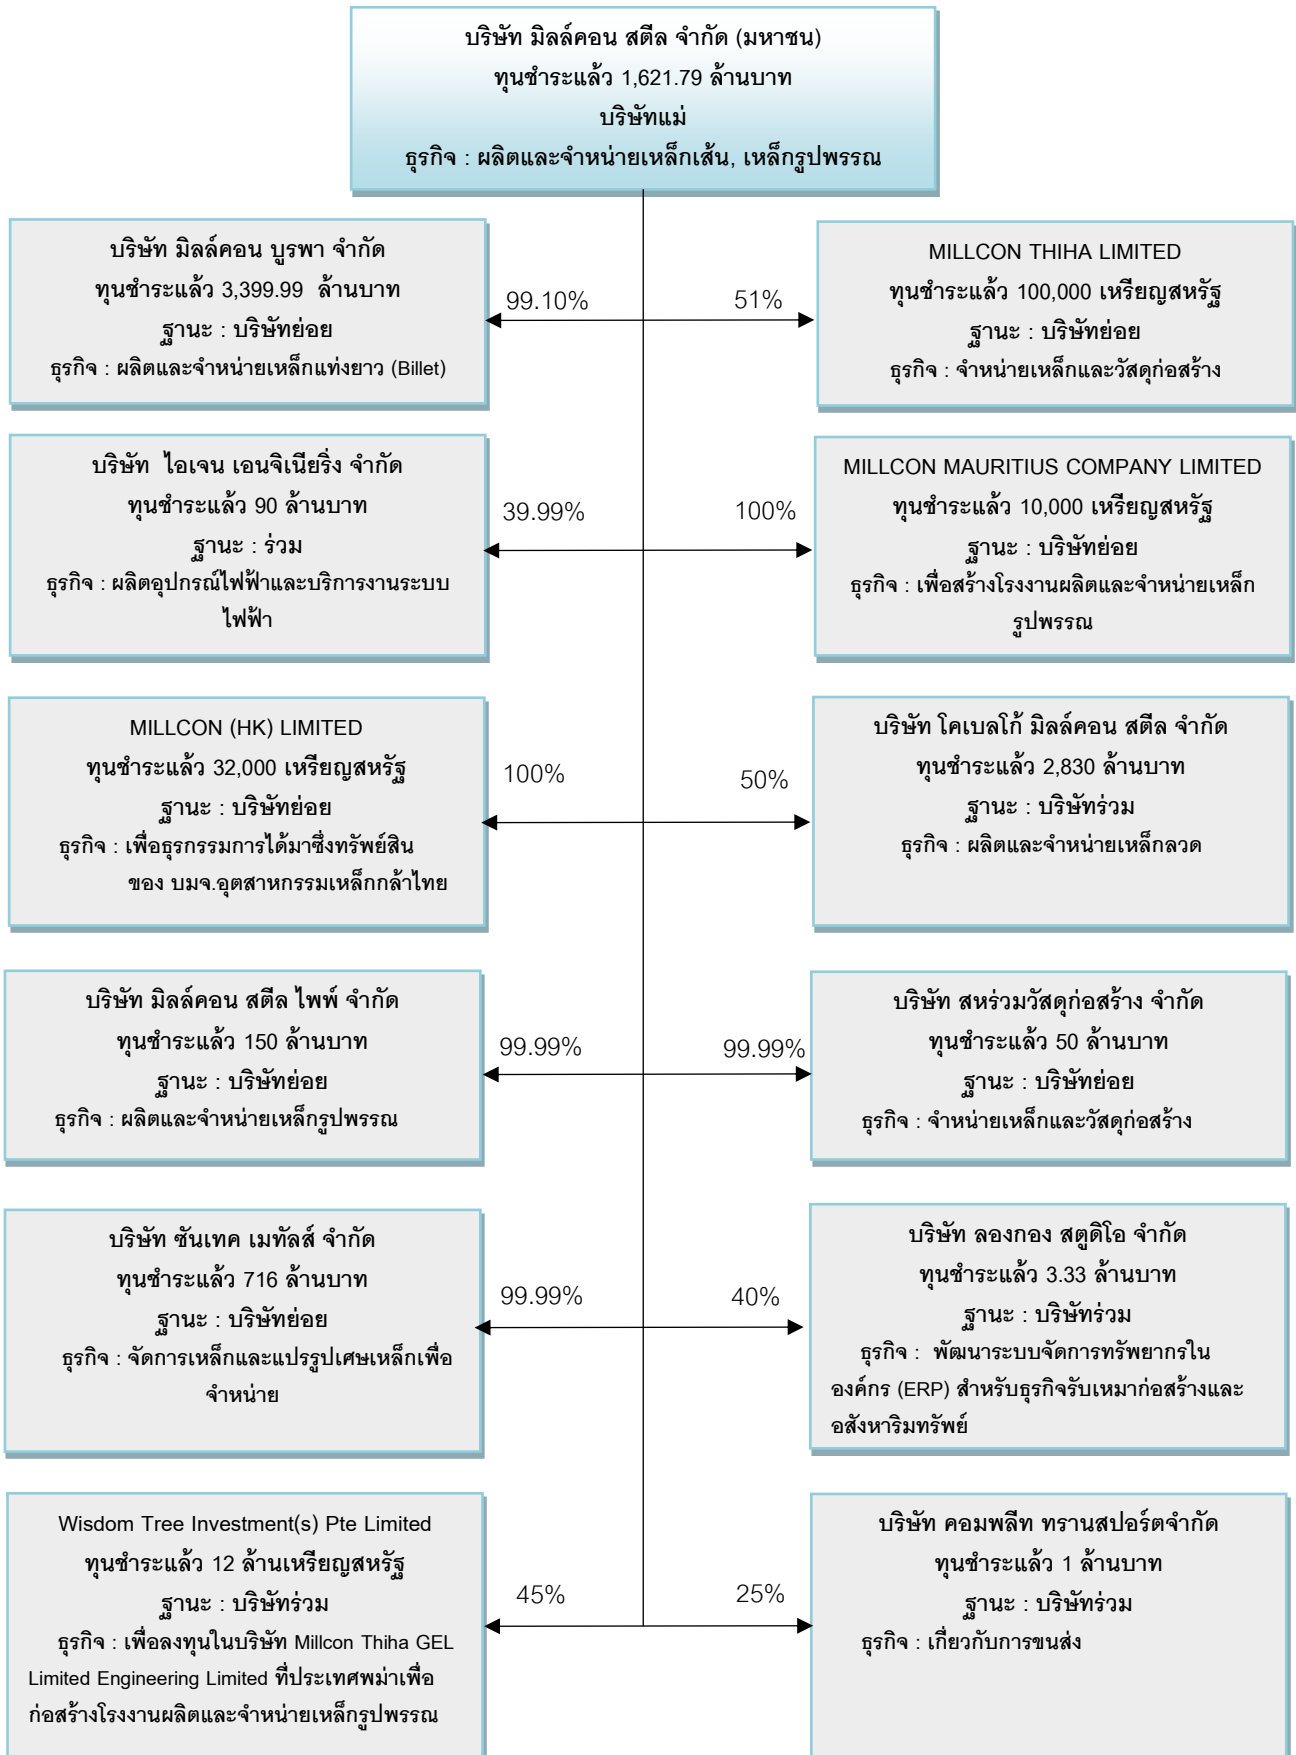 บริษัท มิลล์คอน สตีล จำกัด (มหาชน)
ทุนชำระแล้ว 1,621.79 ล้านบาท
บริษัทแม่
ธุรกิจ : ผลิตและจำหน่ายเหล็กเส้น, เหล็กรูปพรรณ
บริษัท มิลล์คอน บูรพา จำกัด
ทุนชำระแล้ว 3,399.99 ล้านบาท
ฐานะ : บริษัทย่อย
ธุรกิจ : ผลิตและจำหน่ายเหล็กแท่งยาว (Billet)
99.10%
51%
MILLCON THIHA LIMITED
ทุนชำระแล้ว 100,000 เหรียญสหรัฐ
ฐานะ : บริษัทย่อย
ธุรกิจ : จำหน่ายเหล็กและวัสดุก่อสร้าง
บริษัท ไอเจน เอนจิเนียริ่ง จำกัด
ทุนชำระแล้ว 90 ล้านบาท
ฐานะ : ร่วม
ธุรกิจ : ผลิตอุปกรณ์ไฟฟ้าและบริการงานระบบ
ไฟฟ้า
39.99%
100%
MILLCON MAURITIUS COMPANY LIMITED
ทุนชำระแล้ว 10,000 เหรียญสหรัฐ
ฐานะ : บริษัทย่อย
ธุรกิจ : เพื่อสร้างโรงงานผลิตและจำหน่ายเหล็ก
รูปพรรณ
MILLCON (HK) LIMITED
ทุนชำระแล้ว 32,000 เหรียญสหรัฐ
ฐานะ : บริษัทย่อย
ธุรกิจ : เพื่อธุรกรรมการได้มาซึ่งทรัพย์สิน
ของ บมจ.อุตสาหกรรมเหล็กกล้าไทย
100%
50%
บริษัท โคเบลโก้ มิลล์คอน สตีล จำกัด
ทุนชำระแล้ว 2,830 ล้านบาท
ฐานะ : บริษัทร่วม
ธุรกิจ : ผลิตและจำหน่ายเหล็กลวด
บริษัท มิลล์คอน สตีล ไพพ์ จำกัด
ทุนชำระแล้ว 150 ล้านบาท
ฐานะ : บริษัทย่อย
ธุรกิจ : ผลิตและจำหน่ายเหล็กรูปพรรณ
99.99%
99.99%
บริษัท สหร่วมวัสดุก่อสร้าง จำกัด
ทุนชำระแล้ว 50 ล้านบาท
ฐานะ : บริษัทย่อย
ธุรกิจ : จำหน่ายเหล็กและวัสดุก่อสร้าง
บริษัท ซันเทค เมทัลส์ จำกัด
ทุนชำระแล้ว 716 ล้านบาท
ฐานะ : บริษัทย่อย
ธุรกิจ : จัดการเหล็กและแปรรูปเศษเหล็กเพื่อ
จำหน่าย
99.99%
40%
บริษัท ลองกอง สตูดิโอ จำกัด
ทุนชำระแล้ว 3.33 ล้านบาท
ฐานะ : บริษัทร่วม
ธุรกิจ : พัฒนาระบบจัดการทรัพยากรใน
องค์กร (ERP) สำหรับธุรกิจรับเหมาก่อสร้างและ
อสังหาริมทรัพย์
Wisdom Tree Investment(s) Pte Limited
ทุนชำระแล้ว 12 ล้านเหรียญสหรัฐ
ฐานะ : บริษัทร่วม
ธุรกิจ : เพื่อลงทุนในบริษัท Millcon Thiha GEL
Limited Engineering Limited ที่ประเทศพม่าเพื่อ
ก่อสร้างโรงงานผลิตและจำหน่ายเหล็กรูปพรรณ
45%
25%
บริษัท คอมพลีท ทรานสปอร์ตจำกัด
ทุนชำระแล้ว 1 ล้านบาท
ฐานะ : บริษัทร่วม
ธุรกิจ : เกี่ยวกับการขนส่ง